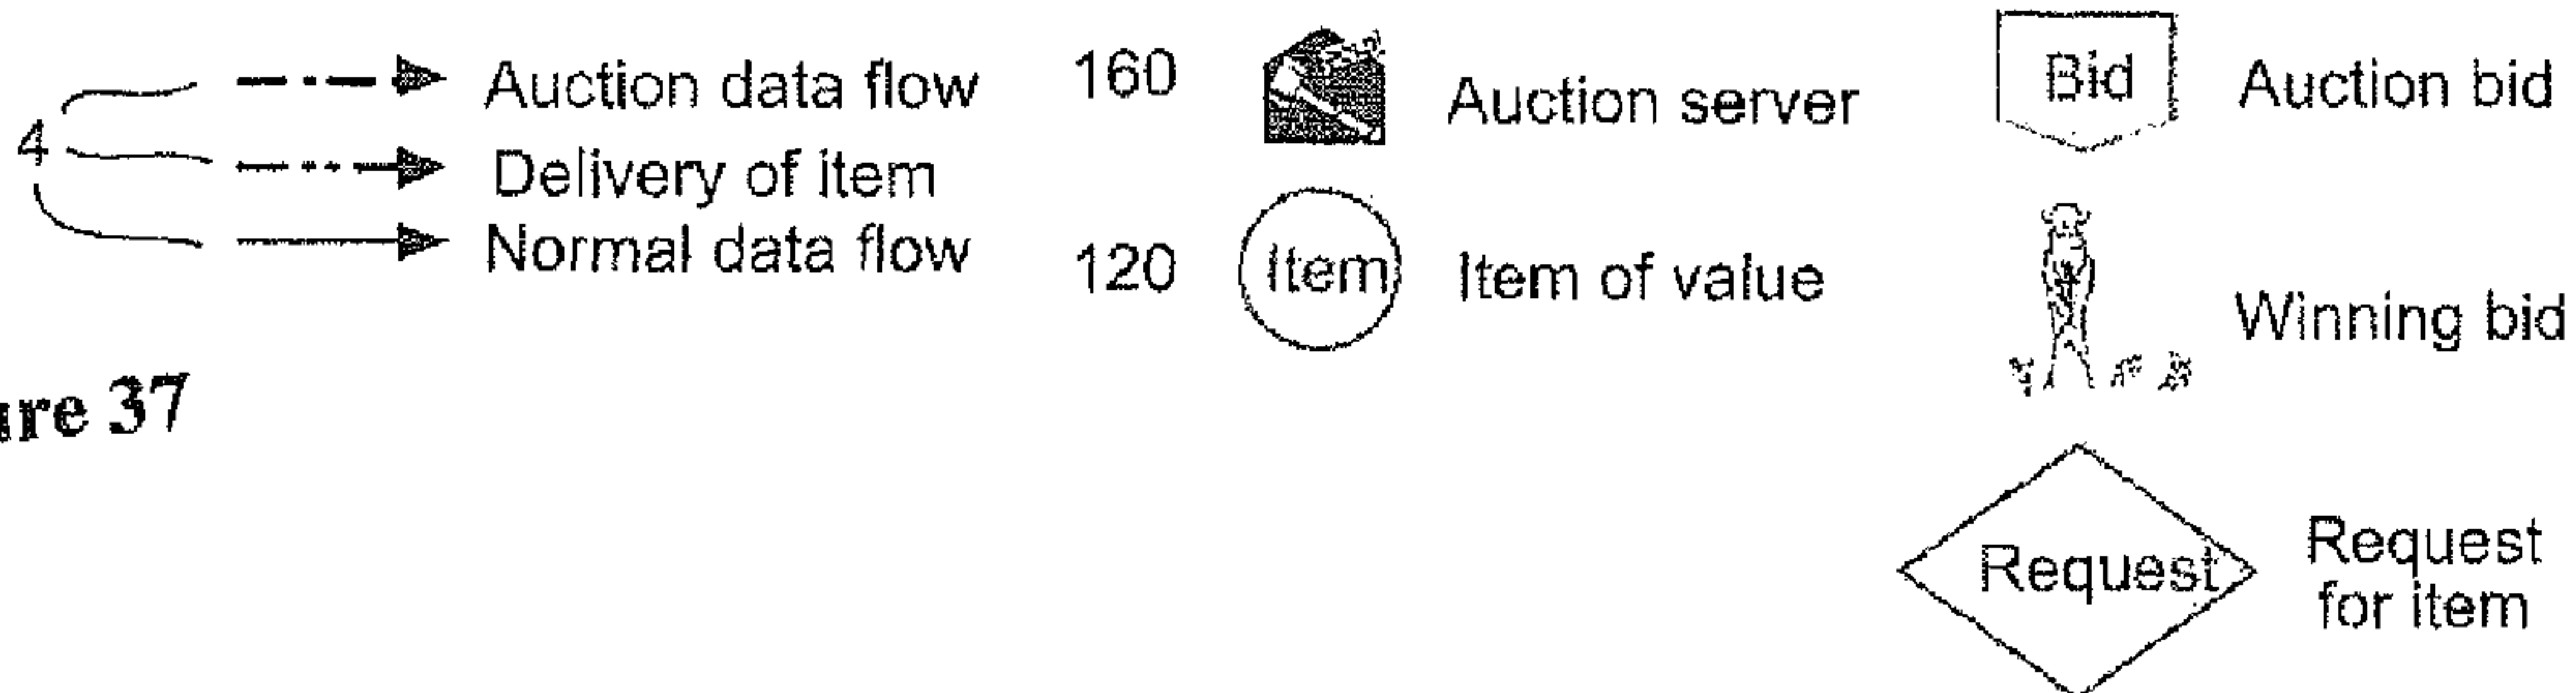 4
Auction data flow
Delivery of item
Normal data flow
160
Auction server
120
Item
Item of value
Bid
Auction bid
Winning bid
Request
Request
for item
37